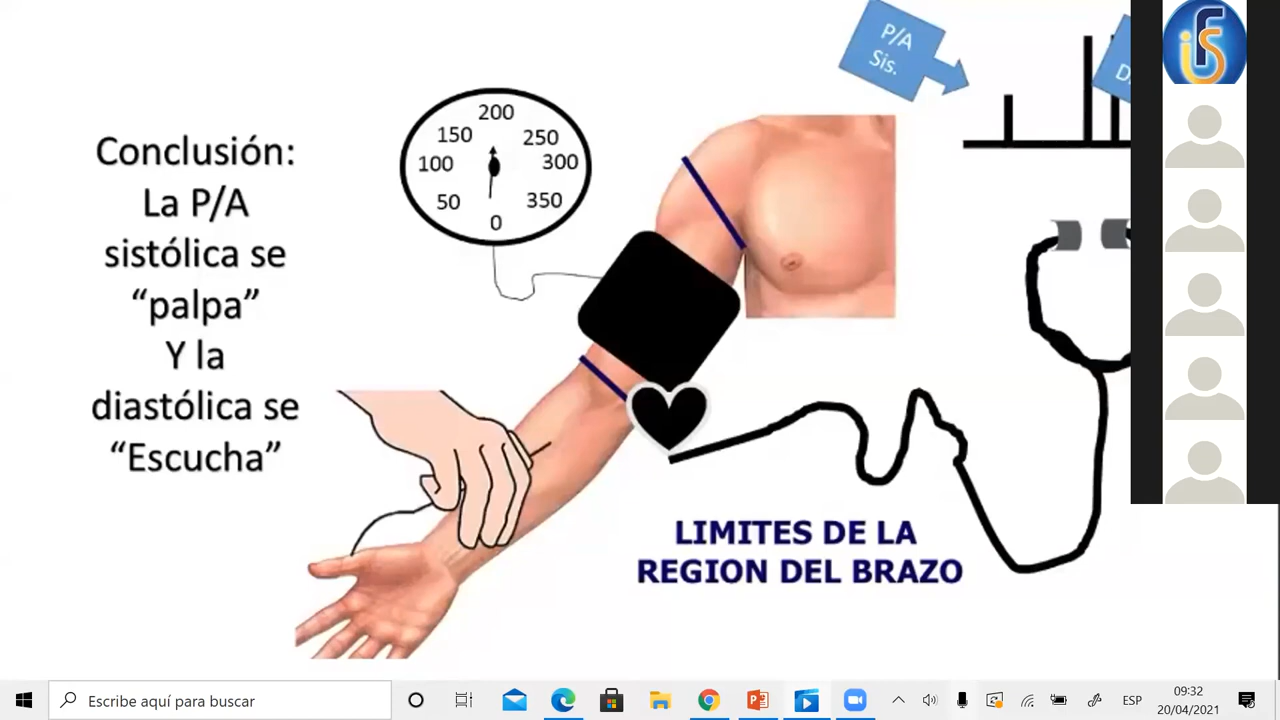 Conclusión:
La P/A
sistólica se
“palpa”
Y la
diastólica se
“Escucha”
200
150
250
100
300
50
350
0
P/A
Sis.
D
LIMITES DE LA
REGION DEL BRAZO
Escribe aquí para buscar
ESP
09:32
20/04/2021